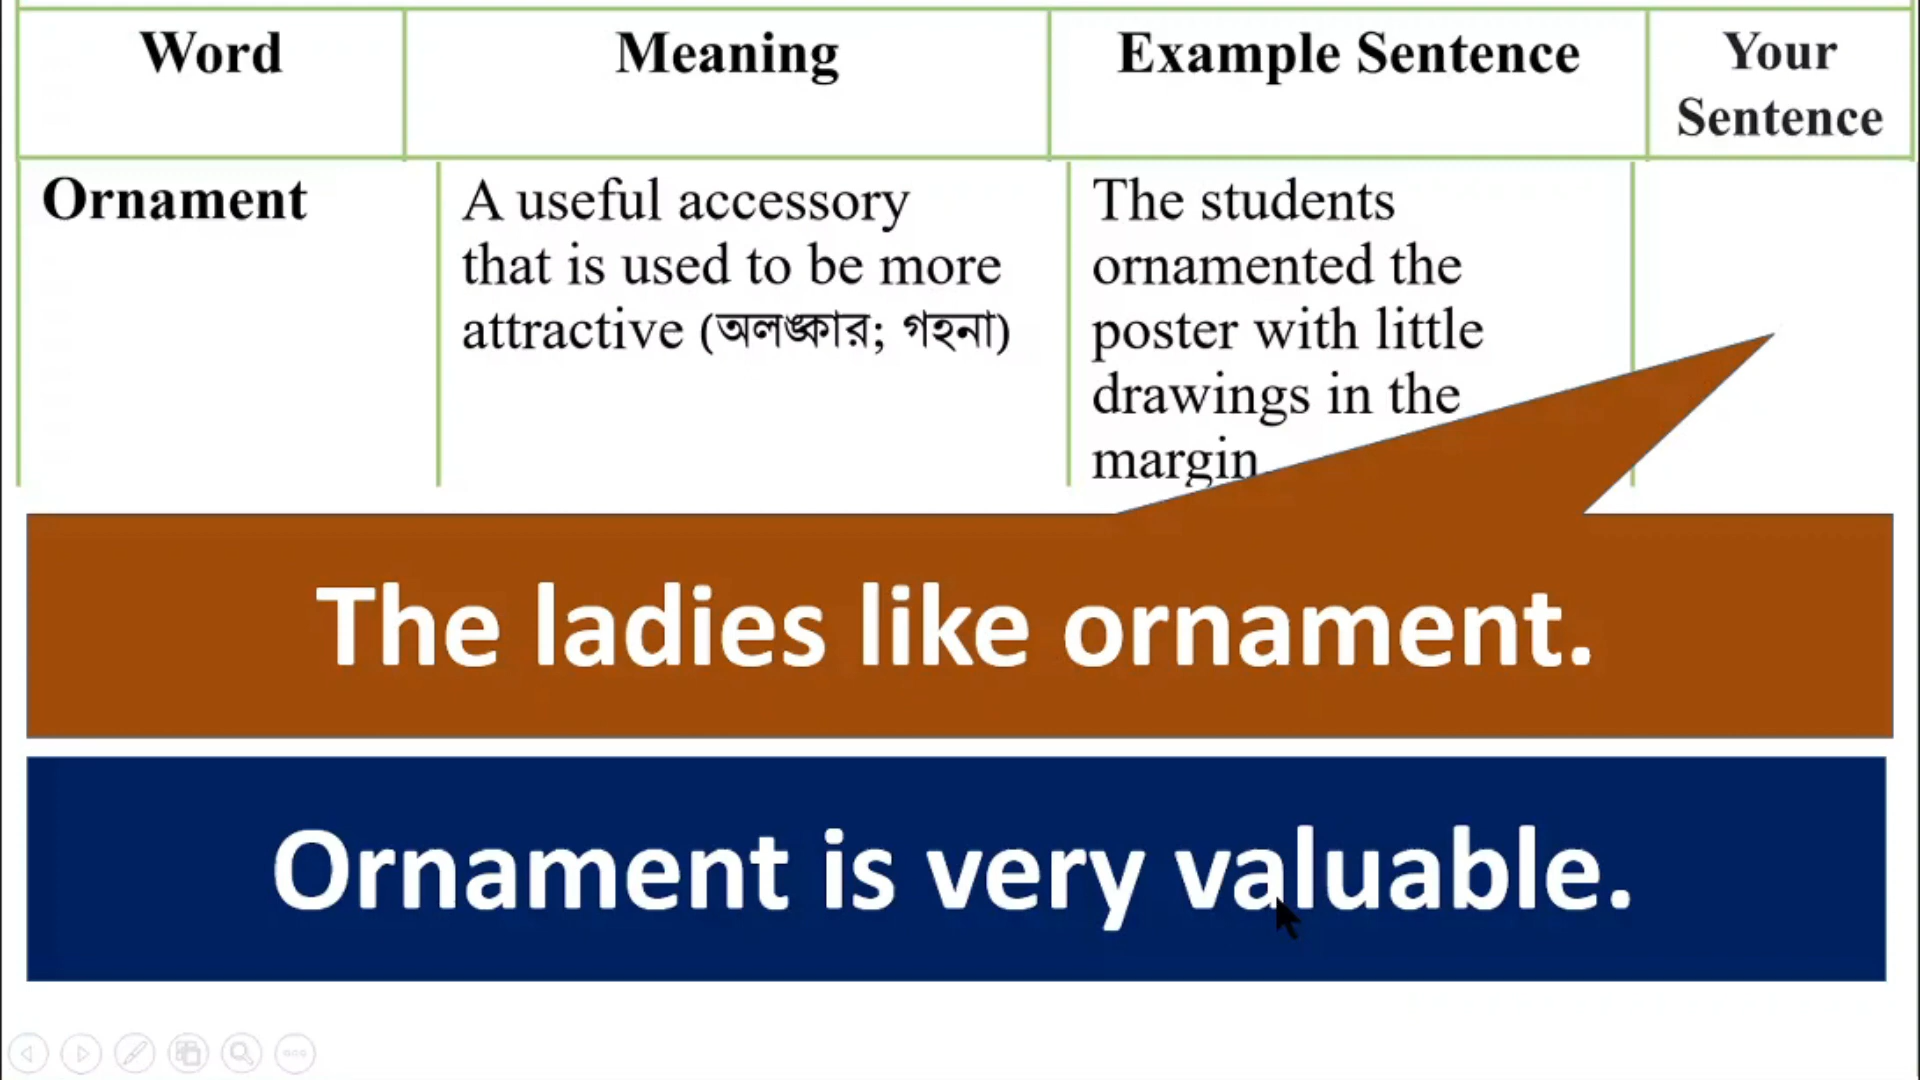 Word
Meaning
Example Sentence
Your
Sentence
Ornament
A useful accessory
that is used to be more
attractive (অলঙ্কার; গহনা)
The students
ornamented the
poster with little
drawings in the
margin.
The ladies like ornament.
Ornament is very valuable.